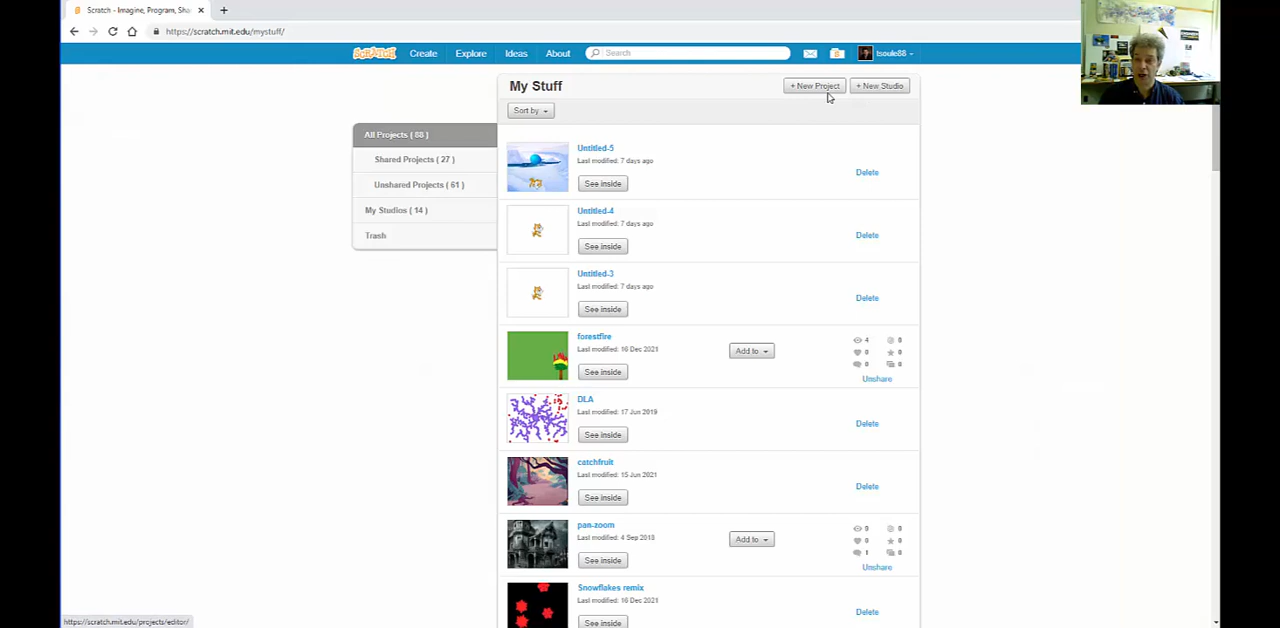 Scratch - Imagine, Program, Sha
https://scratch.mit.edu/mystuff/
SCRATCH Create Explore Ideas About Search tsoule88
My Stuff + New Project + New Studio
Sort by
All Projects ( 88 )
Shared Projects ( 27 )
Unshared Projects ( 61 )
My Studios ( 14 )
Trash
Untitled-5
Last modified: 7 days ago
See inside Delete
Untitled-4
Last modified: 7 days ago
See inside Delete
Untitled-3
Last modified: 7 days ago
See inside Delete
forestfire
Last modified: 16 Dec 2021
See inside Add to
4 0
0 0
0 0
Unshare
DLA
Last modified: 17 Jun 2019
See inside Delete
catchfruit
Last modified: 15 Jun 2021
See inside Delete
pan-zoom
Last modified: 4 Sep 2018
See inside Add to
0 0
0 0
1 0
Unshare
Snowflakes remix
Last modified: 16 Dec 2021
See inside Delete
https://scratch.mit.edu/projects/editor/